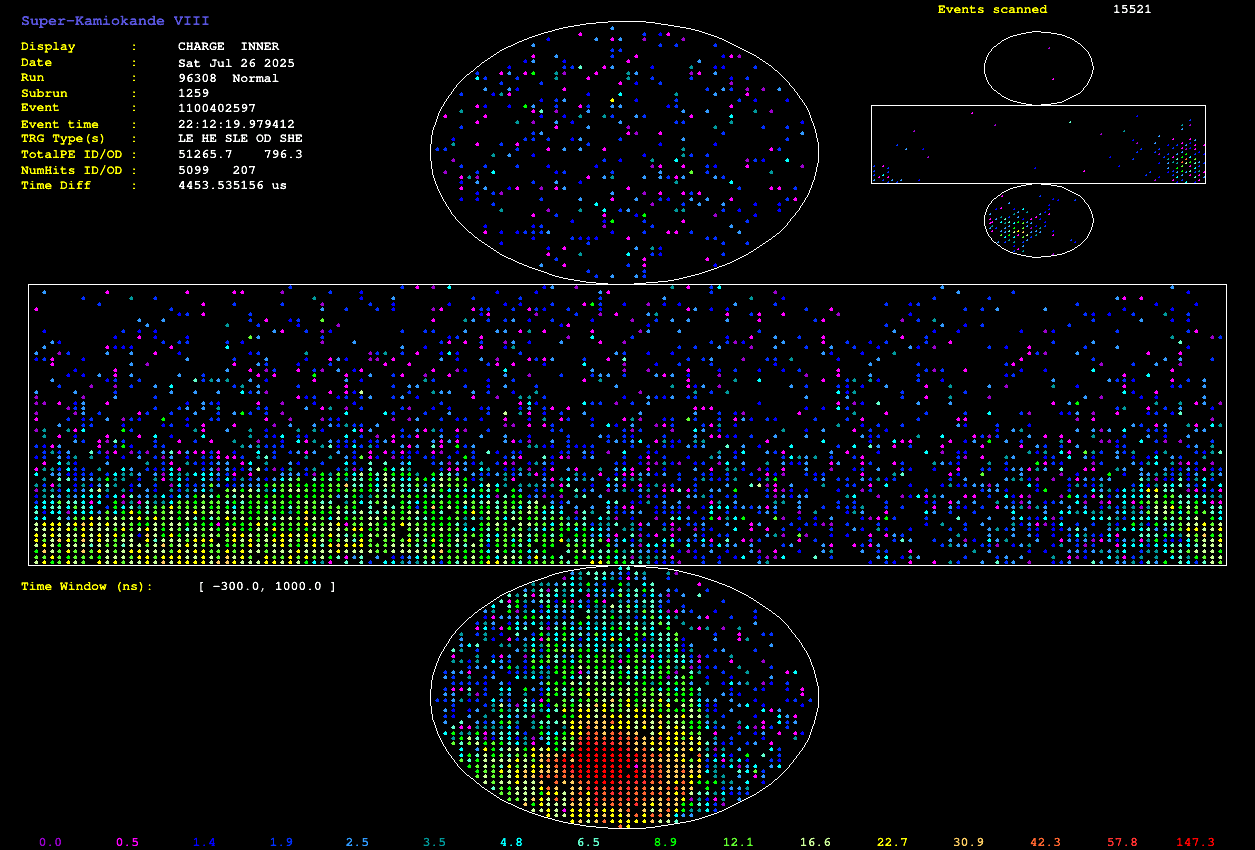 Super-Kamiokande VIII
Display : CHARGE INNER
Date : Sat Jul 26 2025
Run : 96308 Normal
Subrun : 1259
Event : 1100402597
Event time : 22:12:19.979412
TRG Type(s) : LE HE SLE OD SHE
TotalPE ID/OD : 51265.7 796.3
NumHits ID/OD : 5099 207
Time Diff : 4453.535156 us
Events scanned 15521
Time Window (ns): [ -300.0, 1000.0 ]
0.0 0.5 1.4 1.9 2.5 3.5 4.8 6.5 8.9 12.1 16.6 22.7 30.9 42.3 57.8 147.3